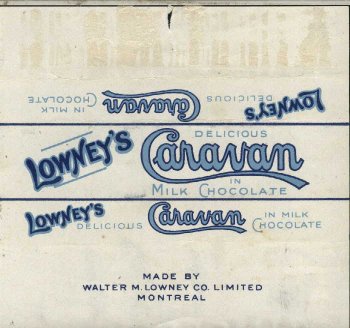 LOWNEY'S DELICIOUS Caravan IN MILK CHOCOLATE
LOWNEY'S DELICIOUS Caravan IN MILK CHOCOLATE
LOWNEY'S DELICIOUS Caravan IN MILK CHOCOLATE
MADE BY
WALTER M. LOWNEY CO. LIMITED
MONTREAL